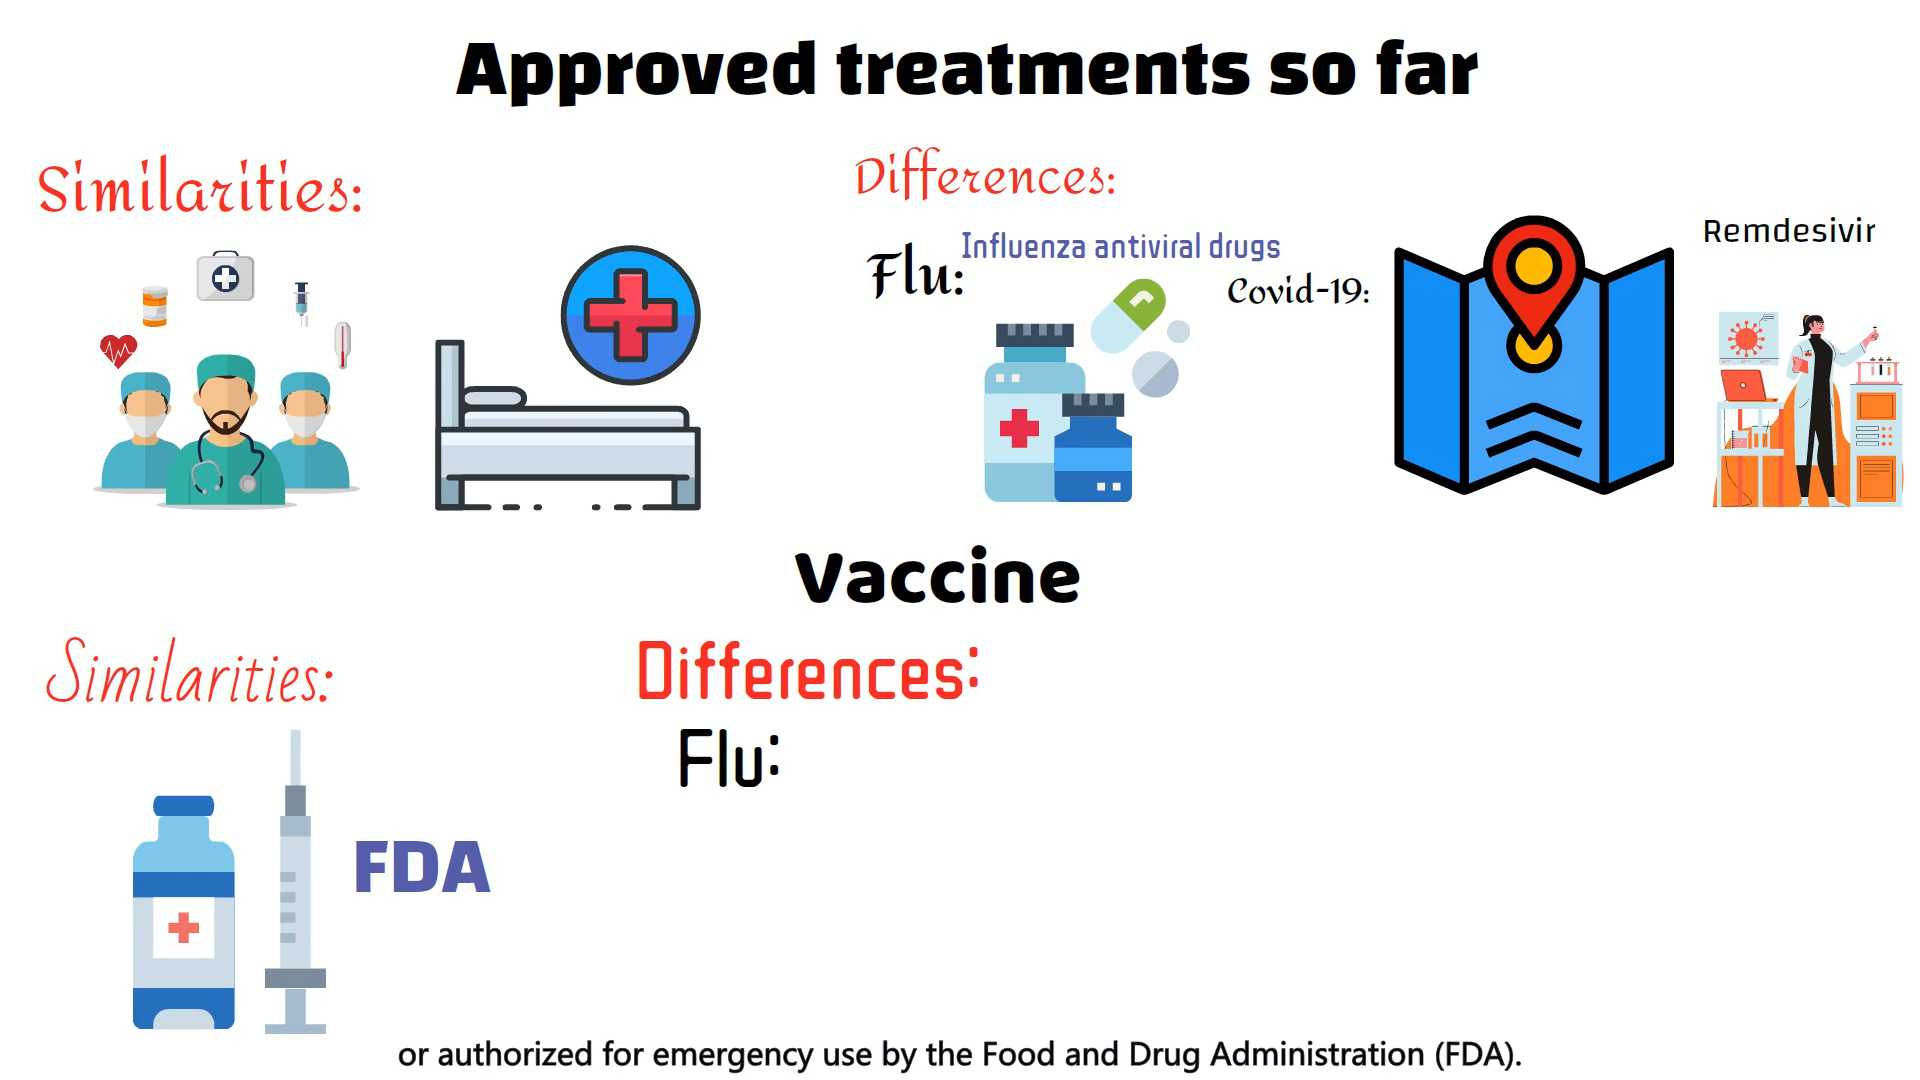 Approved treatments so far
Similarities:
Differences:
Flu:
Influenza antiviral drugs
Covid-19:
Remdesivir
Vaccine
Similarities:
FDA
Differences:
Flu:
or authorized for emergency use by the Food and Drug Administration (FDA).